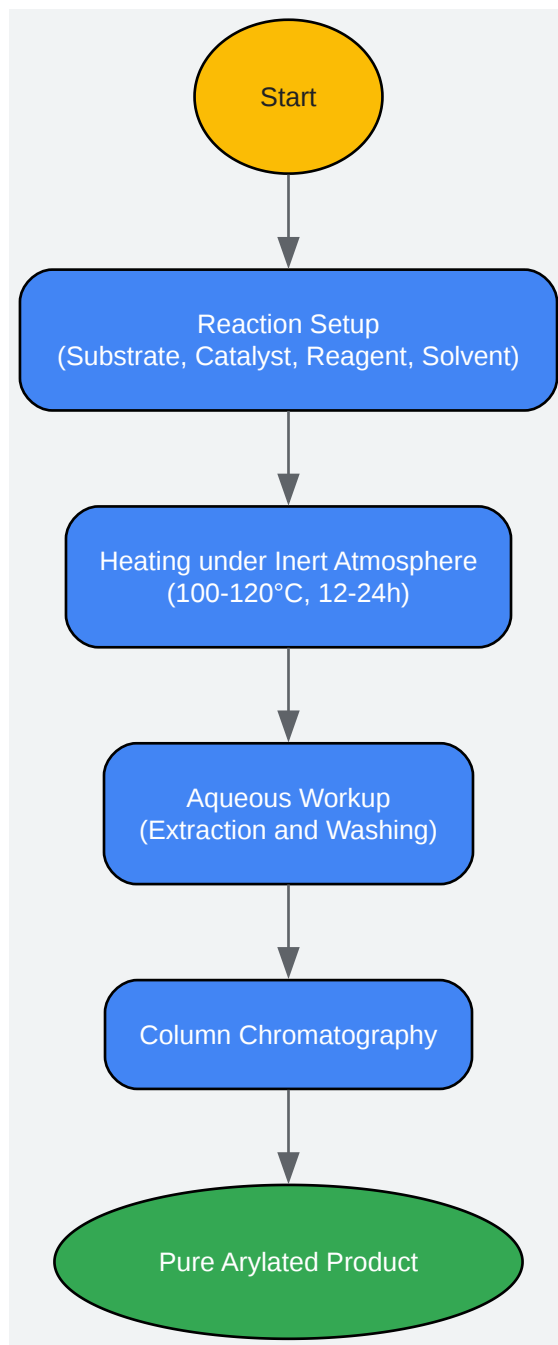 Start
Reaction Setup
(Substrate, Catalyst, Reagent, Solvent)
Heating under Inert Atmosphere
(100-120°C, 12-24h)
Aqueous Workup
(Extraction and Washing)
Column Chromatography
Pure Arylated Product